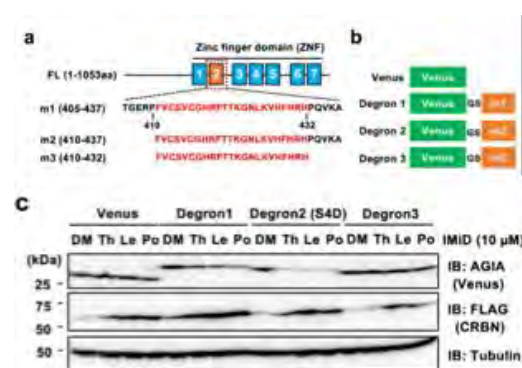 a
Zinc finger domain (ZNF)
FL (1-1053aa)
1 2 3 4 5 6 7
m1 (405-437) TGERPFVCSVCGHRFTTKGNLKVHFHRHPQVKA
410 432
m2 (410-437) FVCSVCGHRFTTKGNLKVHFHRHPQVKA
m3 (410-432) FVCSVCGHRFTTKGNLKVHFHRH
b
Venus Venus
Degron 1 Venus GS m1
Degron 2 Venus GS m2
Degron 3 Venus GS
c
Venus Degron1 Degron2 (S4D) Degron3
DM Th Le Po DM Th Le Po DM Th Le Po DM Th Le Po IMiD (10 μM)
(kDa)
IB: AGIA
25 (Venus)
75
IB: FLAG
50 (CRBN)
50 IB: Tubulin